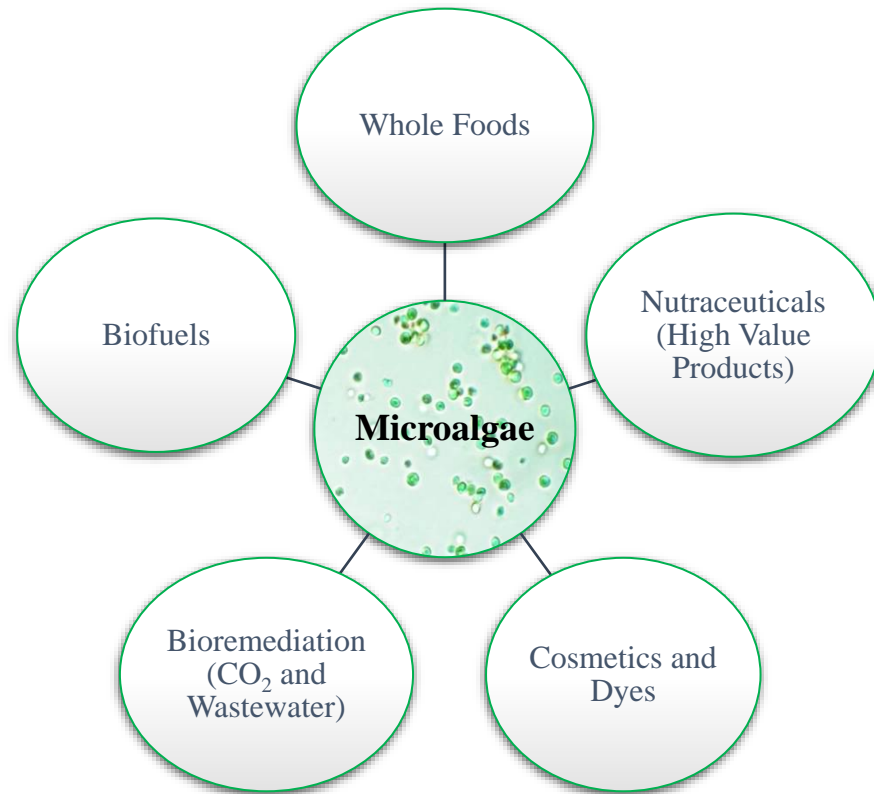 Whole Foods
Nutraceuticals
(High Value
Products)
Biofuels
Microalgae
Bioremediation
(CO₂ and
Wastewater)
Cosmetics and
Dyes